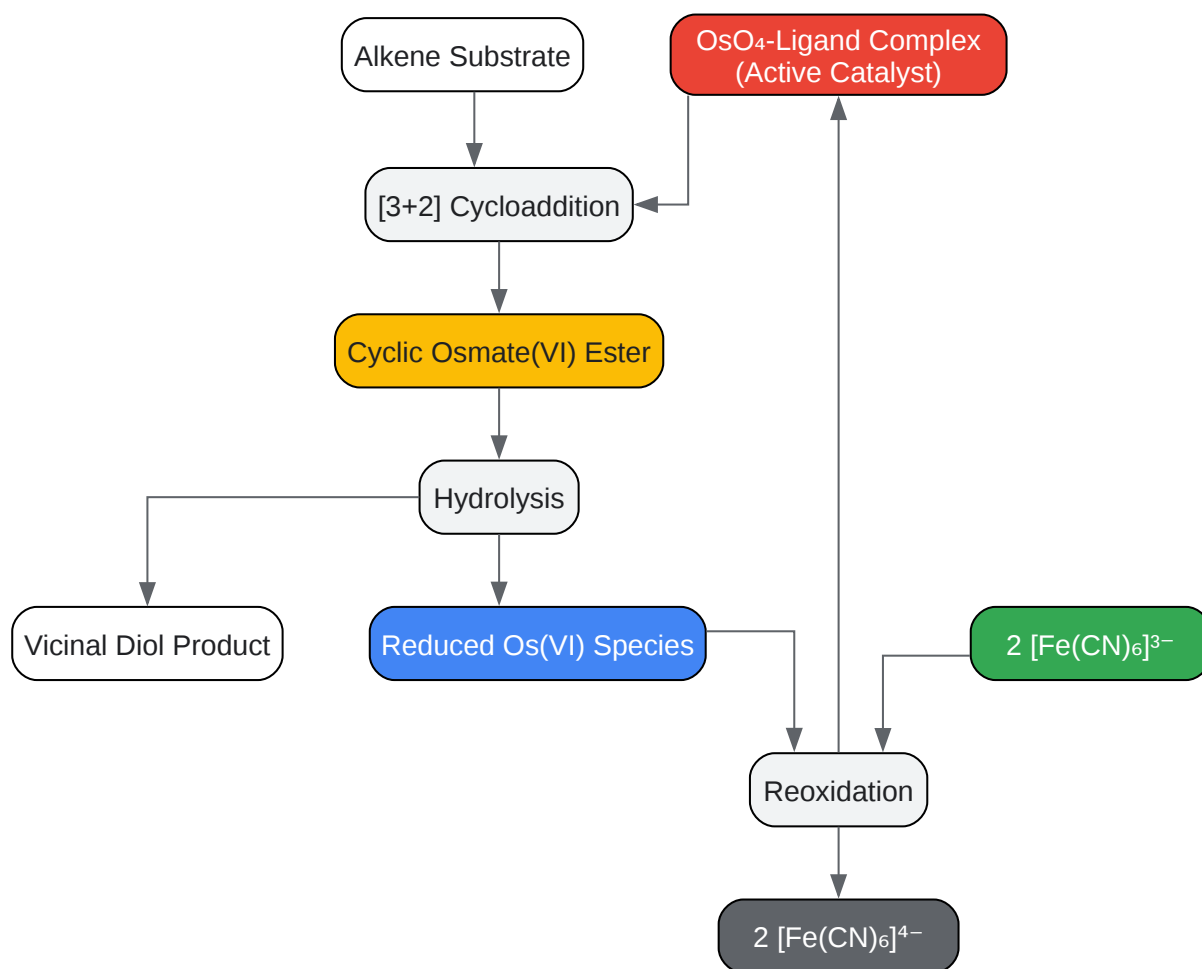 Alkene Substrate
OsO₄-Ligand Complex
(Active Catalyst)
[3+2] Cycloaddition
Cyclic Osmate(VI) Ester
Hydrolysis
Vicinal Diol Product
Reduced Os(VI) Species
2 [Fe(CN)₆]³⁻
Reoxidation
2 [Fe(CN)₆]⁴⁻